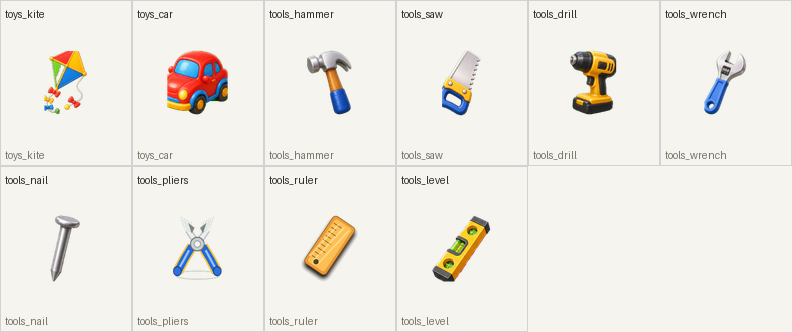 toys_kite
toys_car
tools_hammer
tools_saw
tools_drill
tools_wrench
toys_kite
toys_car
tools_hammer
tools_saw
tools_drill
tools_wrench
tools_nail
tools_pliers
tools_ruler
tools_level
tools_nail
tools_pliers
tools_ruler
tools_level